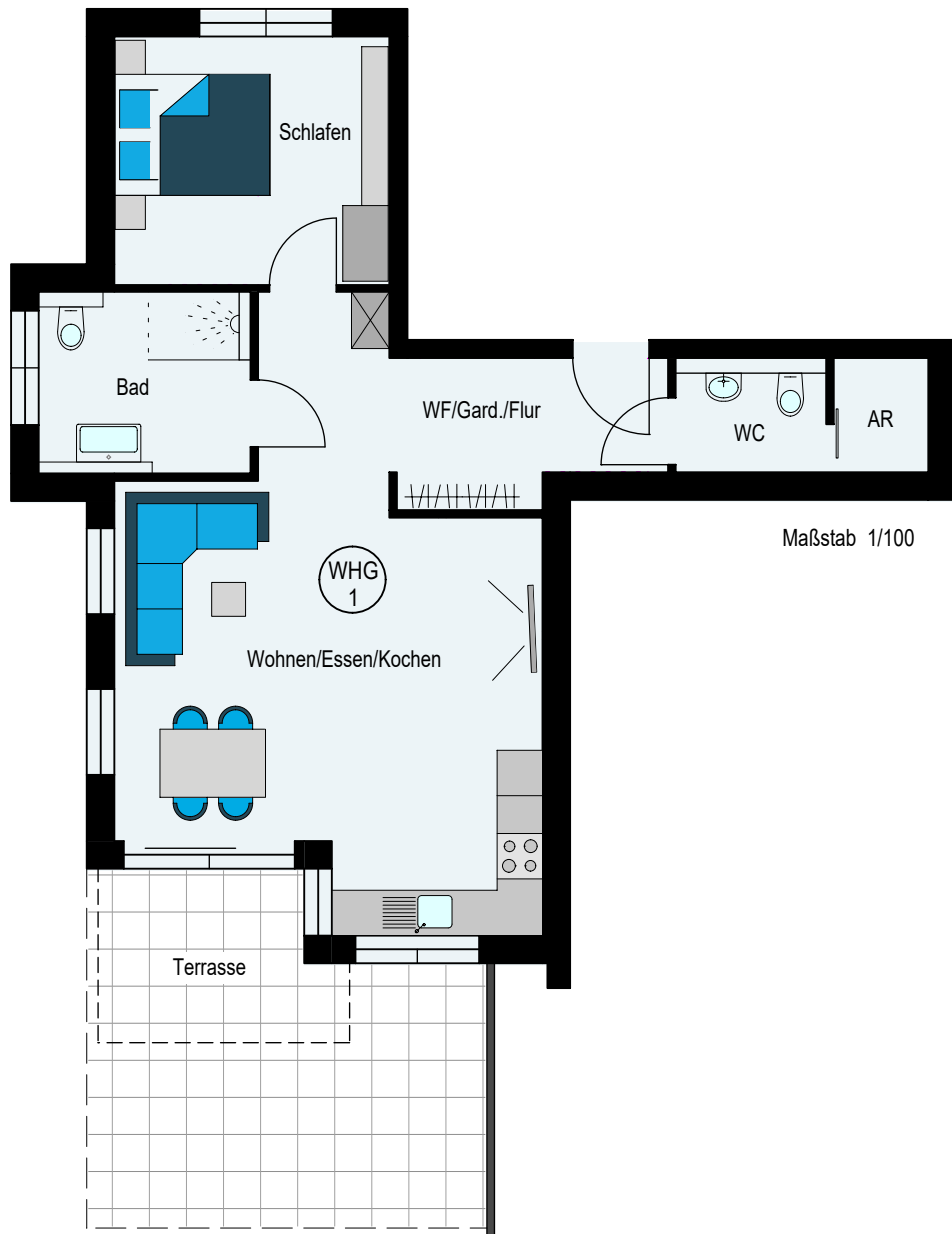 Schlafen
Bad
WF/Gard./Flur
WC
AR
Maßstab 1/100
WHG
1
Wohnen/Essen/Kochen
Terrasse